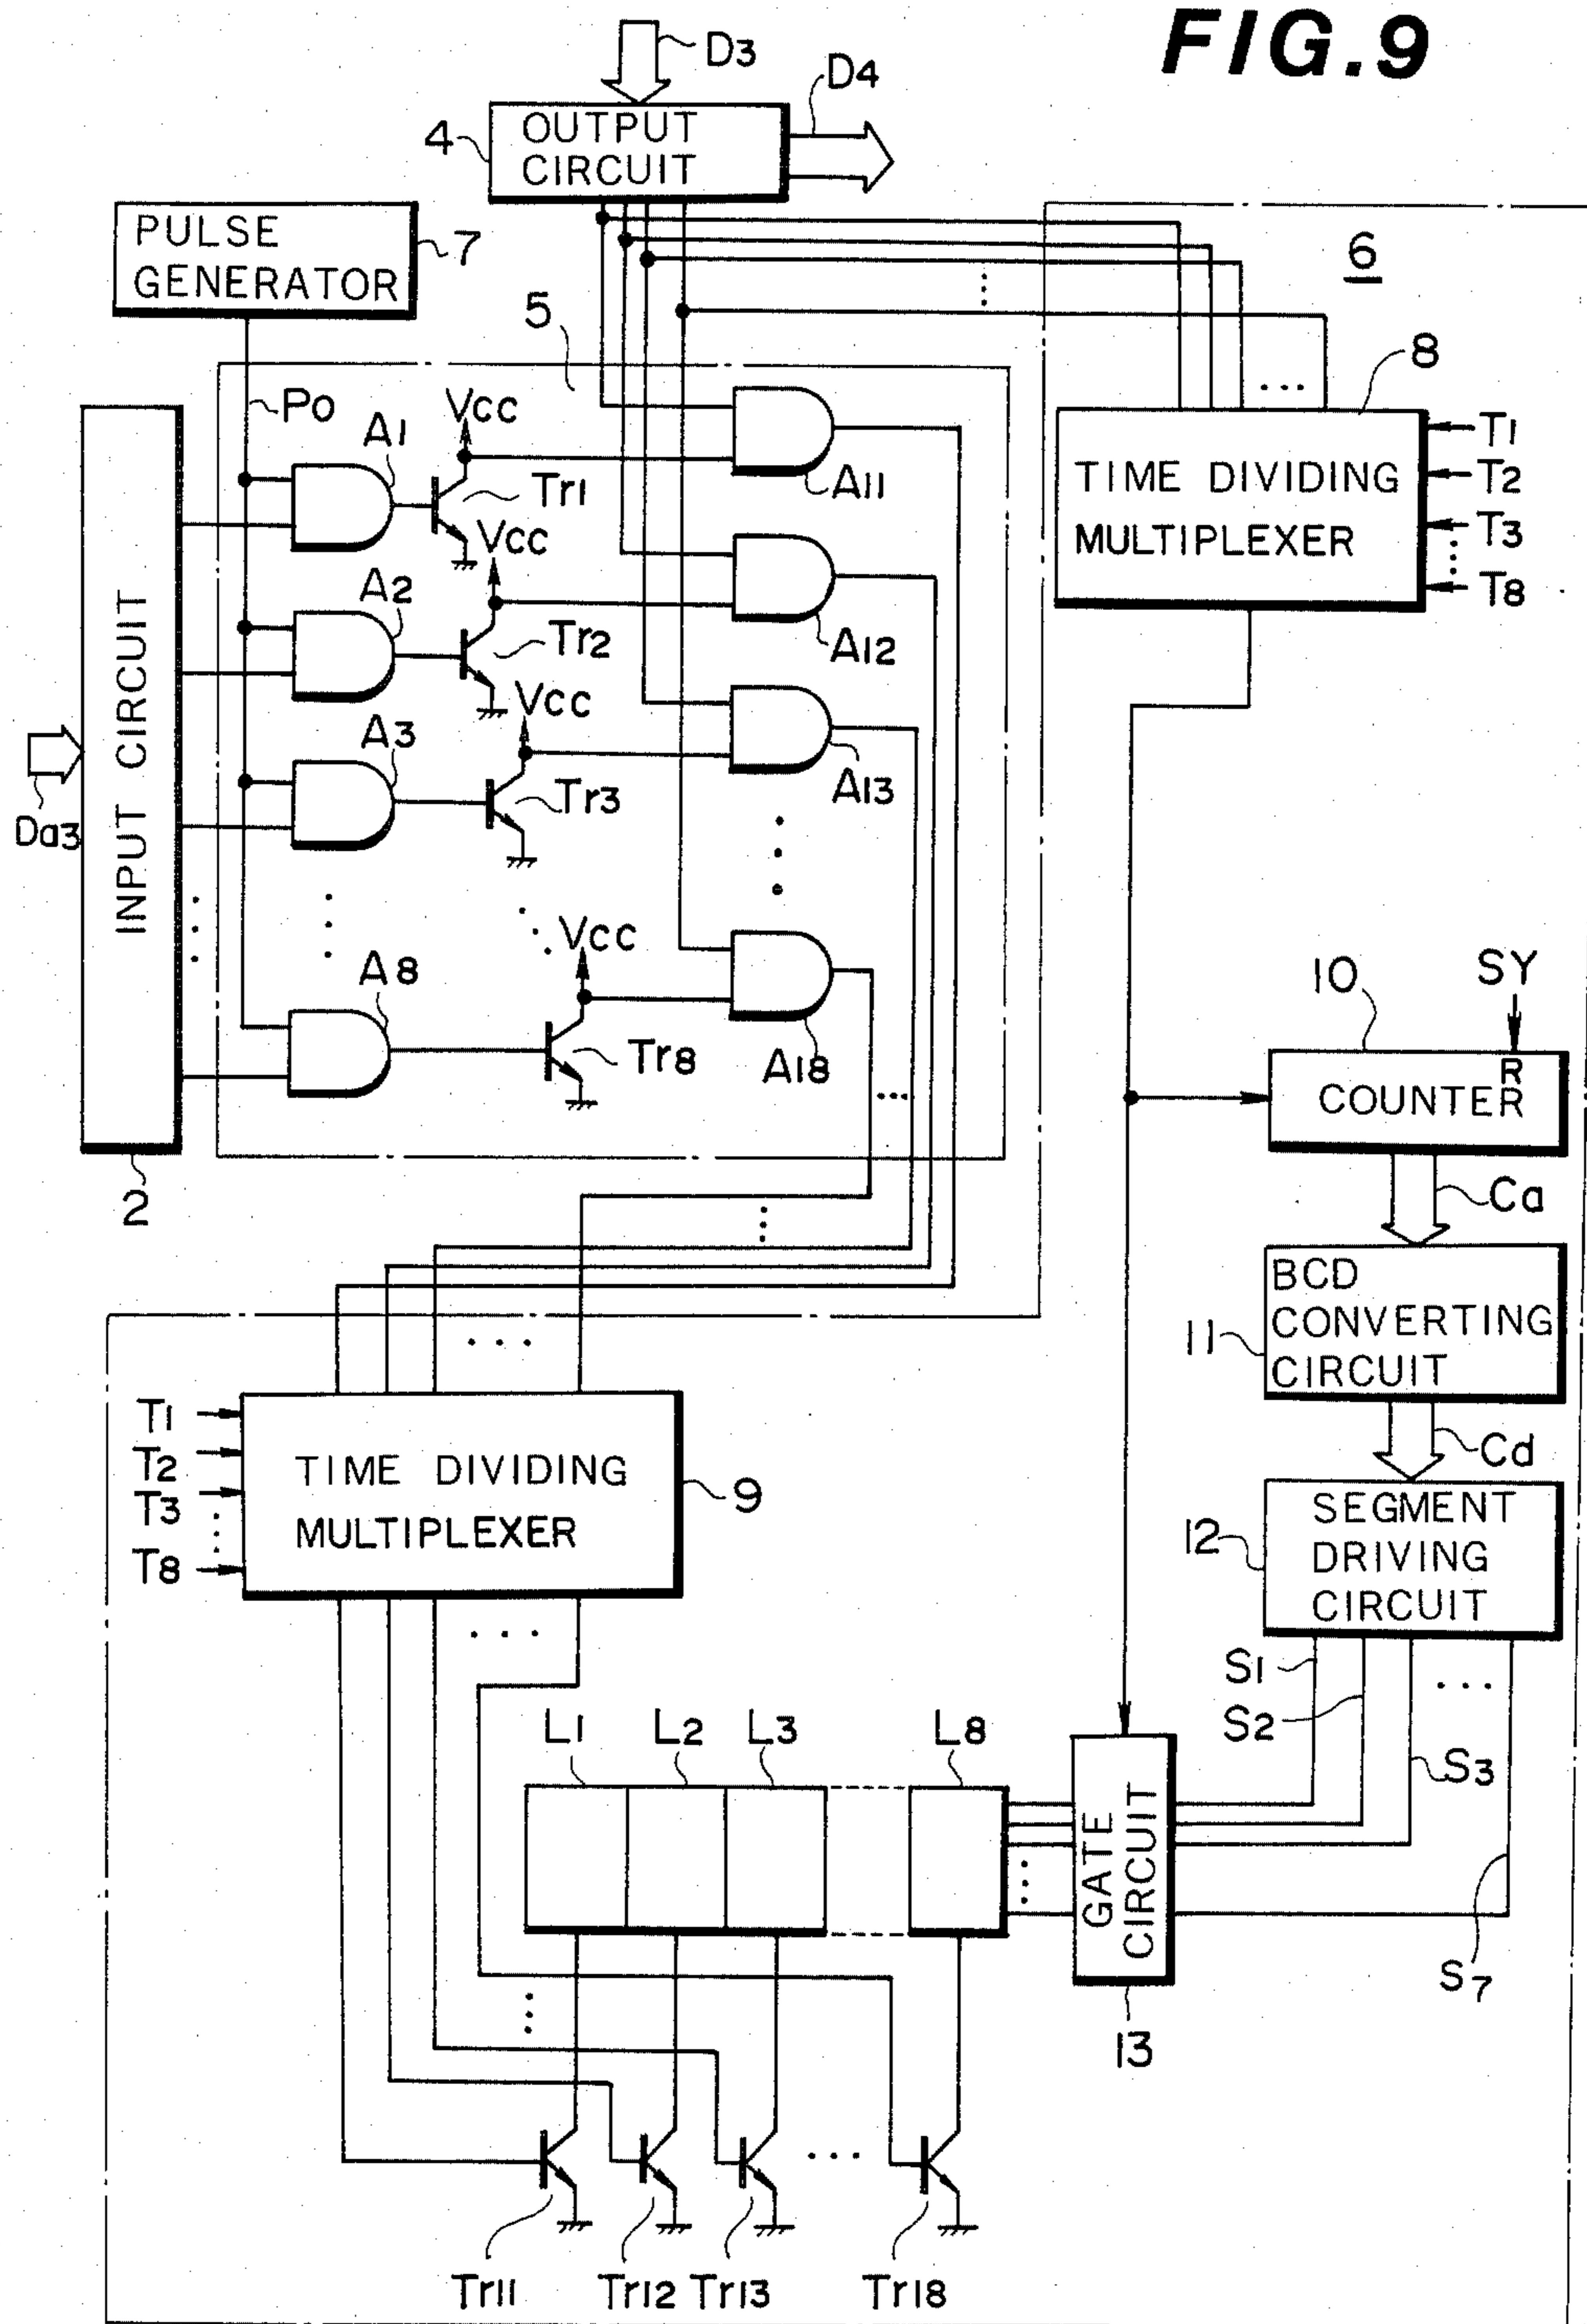 FIG.9
D3
D4
4
OUTPUT
CIRCUIT
PULSE
GENERATOR
7
6
5
8
Po
Vcc
A1
Tr1
A11
T1
T2
T3
T8
TIME DIVIDING
MULTIPLEXER
Vcc
A2
Tr2
A12
INPUT CIRCUIT
Vcc
A3
Tr3
A13
Da3
Vcc
A8
Tr8
A18
2
10
SY
R
COUNTER
Ca
11
BCD
CONVERTING
CIRCUIT
Cd
T1
T2
T3
T8
TIME DIVIDING
MULTIPLEXER
9
12
SEGMENT
DRIVING
CIRCUIT
S1
S2
S3
S7
L1
L2
L3
L8
GATE
CIRCUIT
13
Tr11
Tr12
Tr13
Tr18